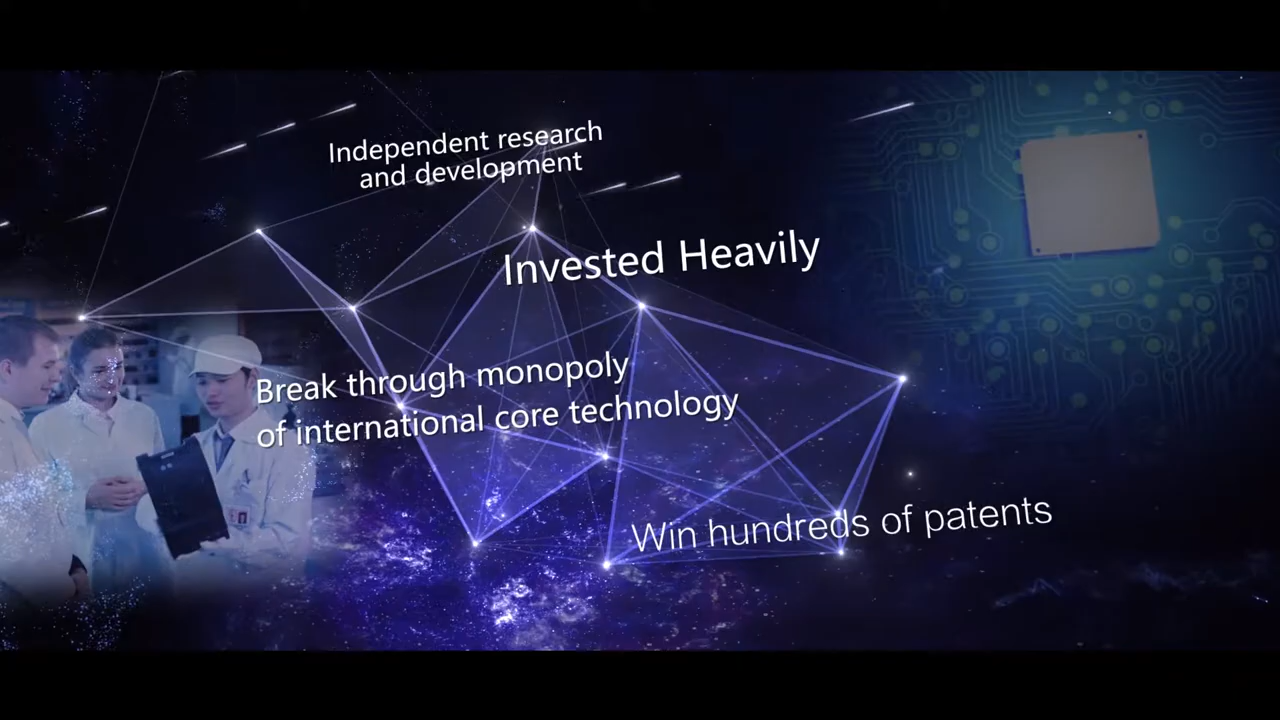 Independent research
and development
Invested Heavily
Break through monopoly
of international core technology
Win hundreds of patents